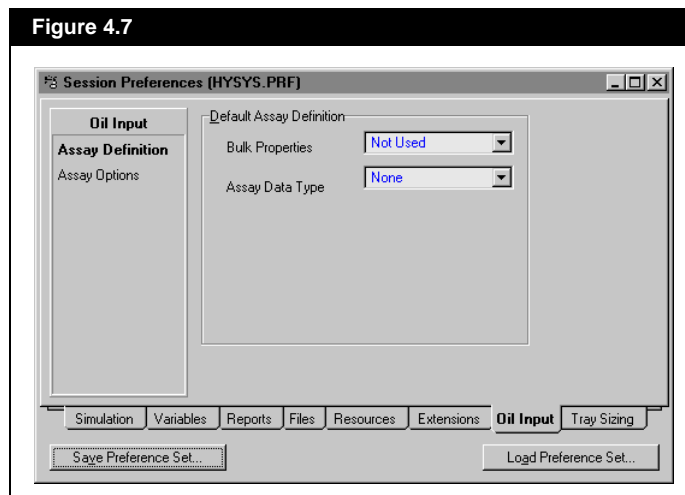 Figure 4.7
Session Preferences (HYSYS.PRF)
Oil Input
Assay Definition
Assay Options
Default Assay Definition
Bulk Properties
Not Used
Assay Data Type
None
Simulation Variables Reports Files Resources Extensions Oil Input Tray Sizing
Save Preference Set...
Load Preference Set...